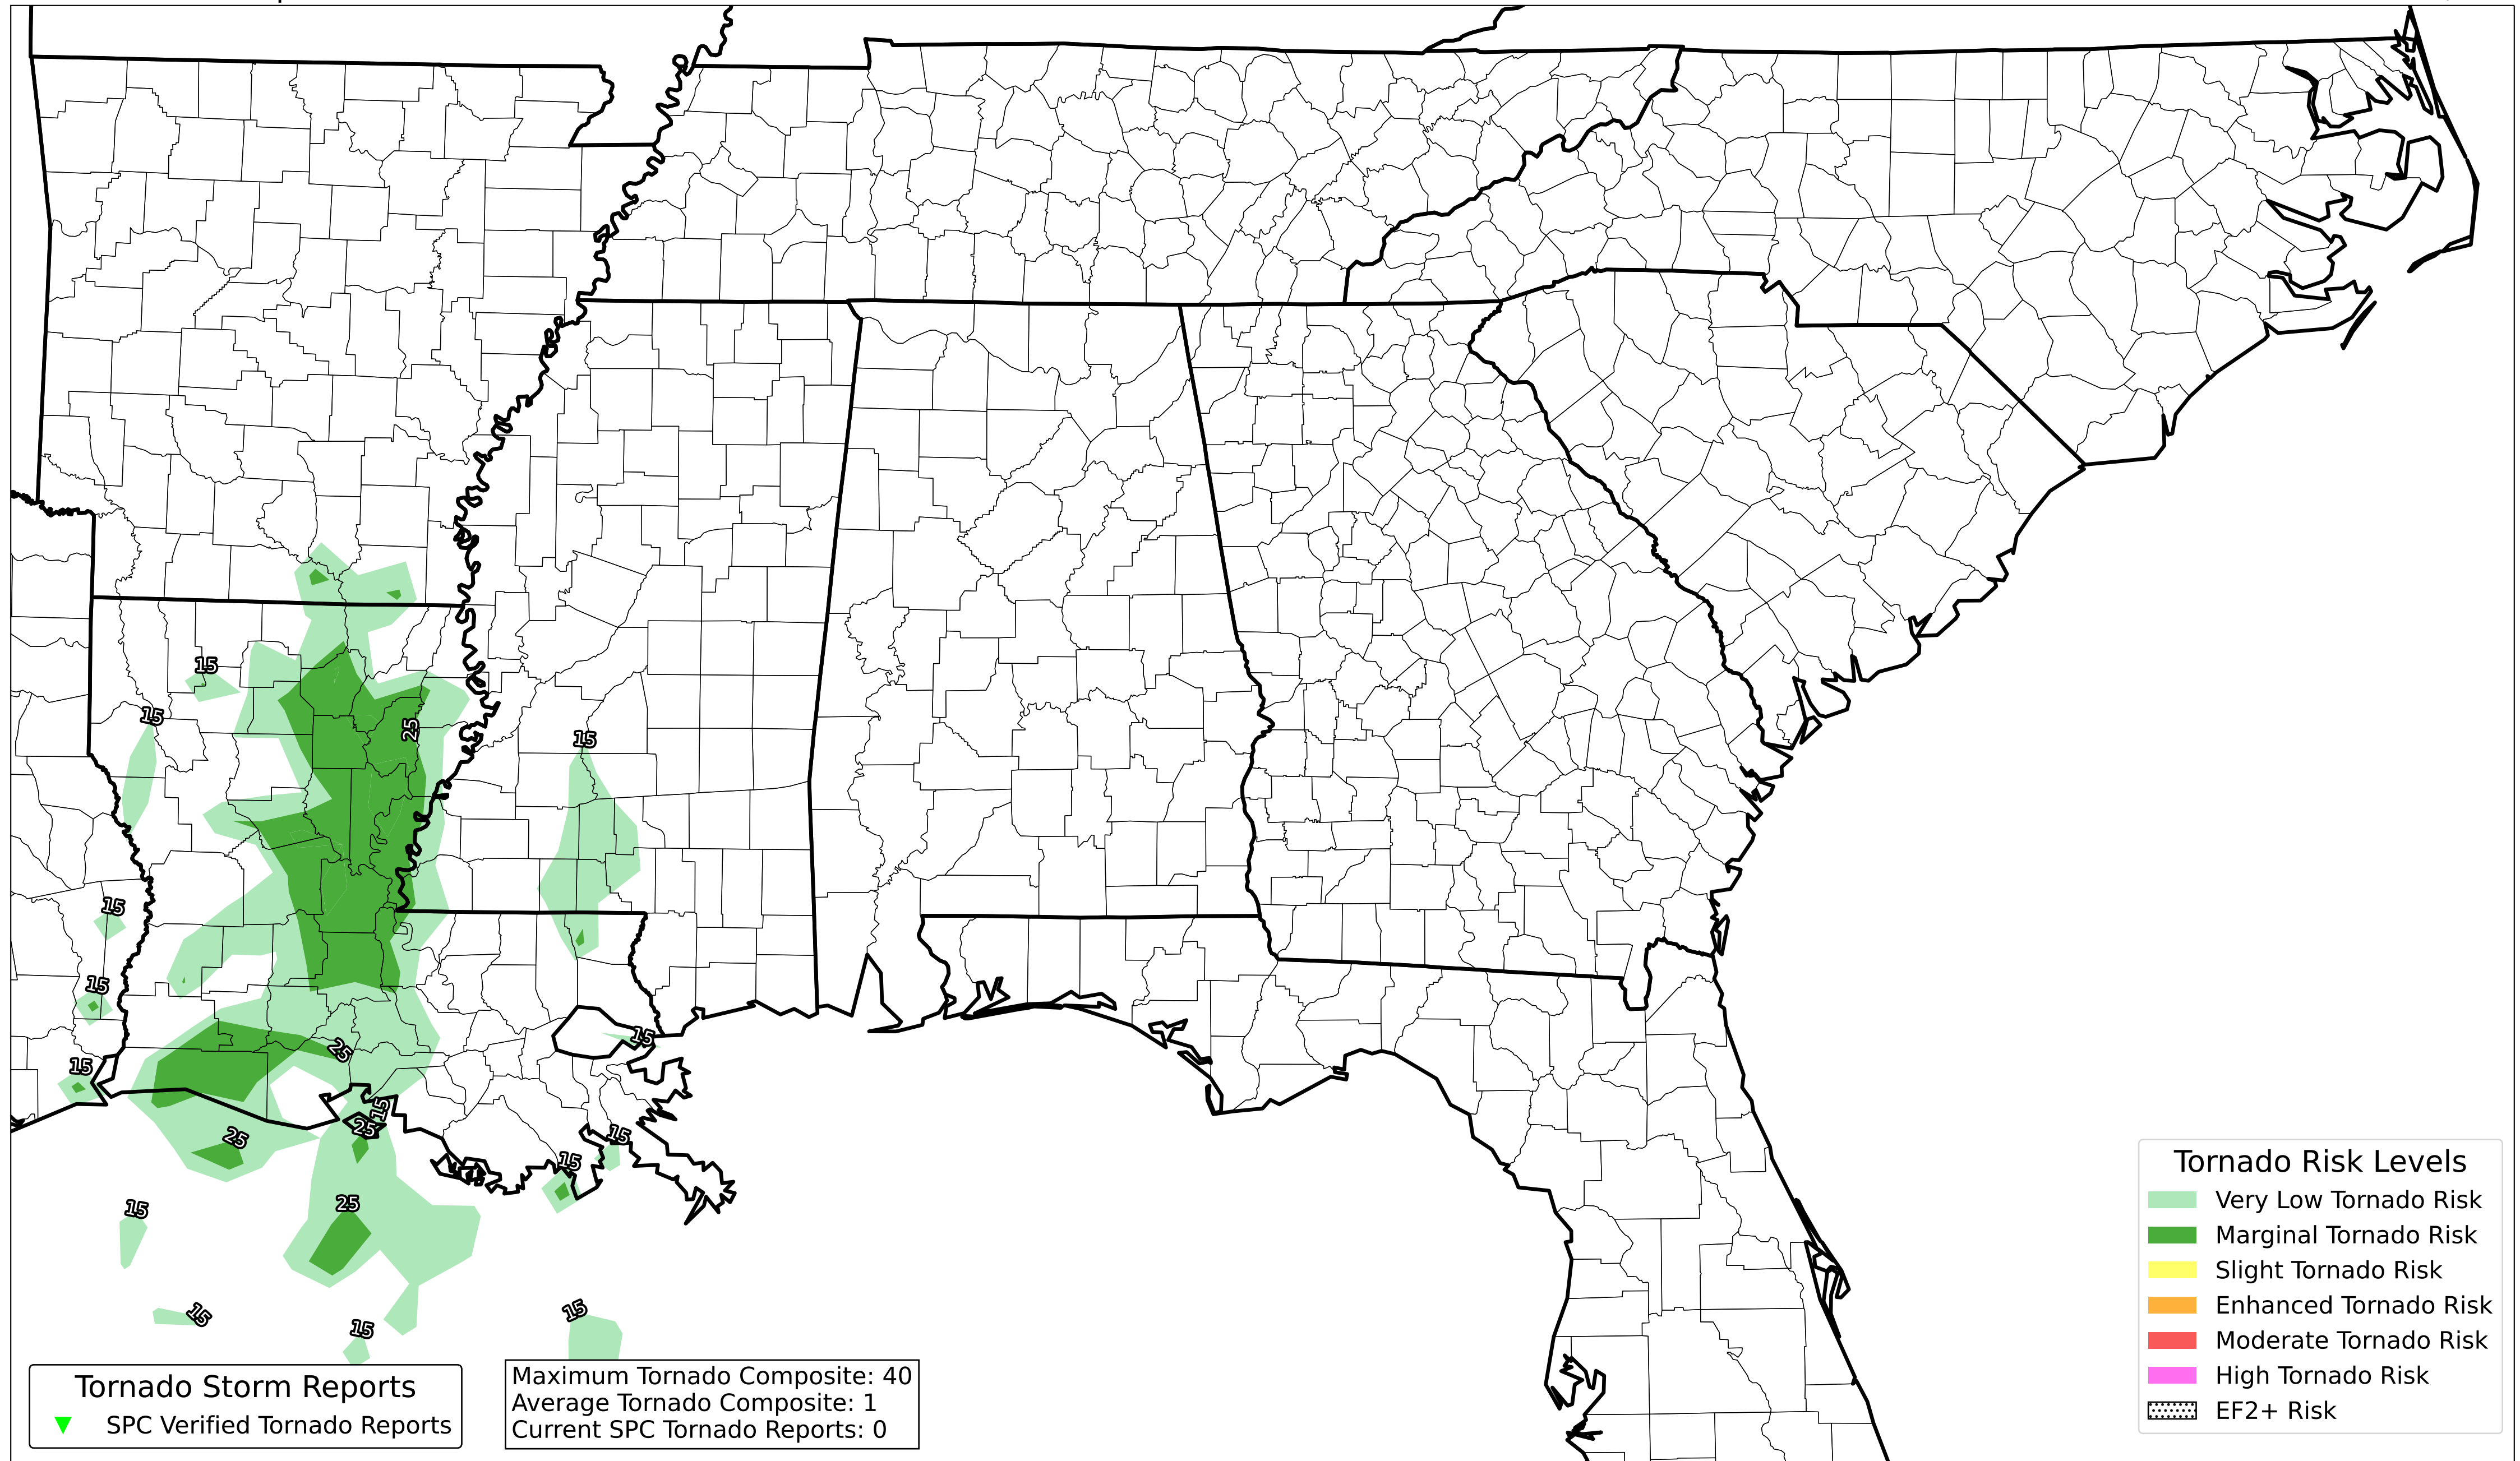 15
15
25
15
15
15
15
25
15
15
25
25
15
15
25
15
15
15
15
Tornado Risk Levels
Very Low Tornado Risk
Marginal Tornado Risk
Slight Tornado Risk
Enhanced Tornado Risk
Moderate Tornado Risk
High Tornado Risk
EF2+ Risk
Tornado Storm Reports
SPC Verified Tornado Reports
Maximum Tornado Composite: 40
Average Tornado Composite: 1
Current SPC Tornado Reports: 0